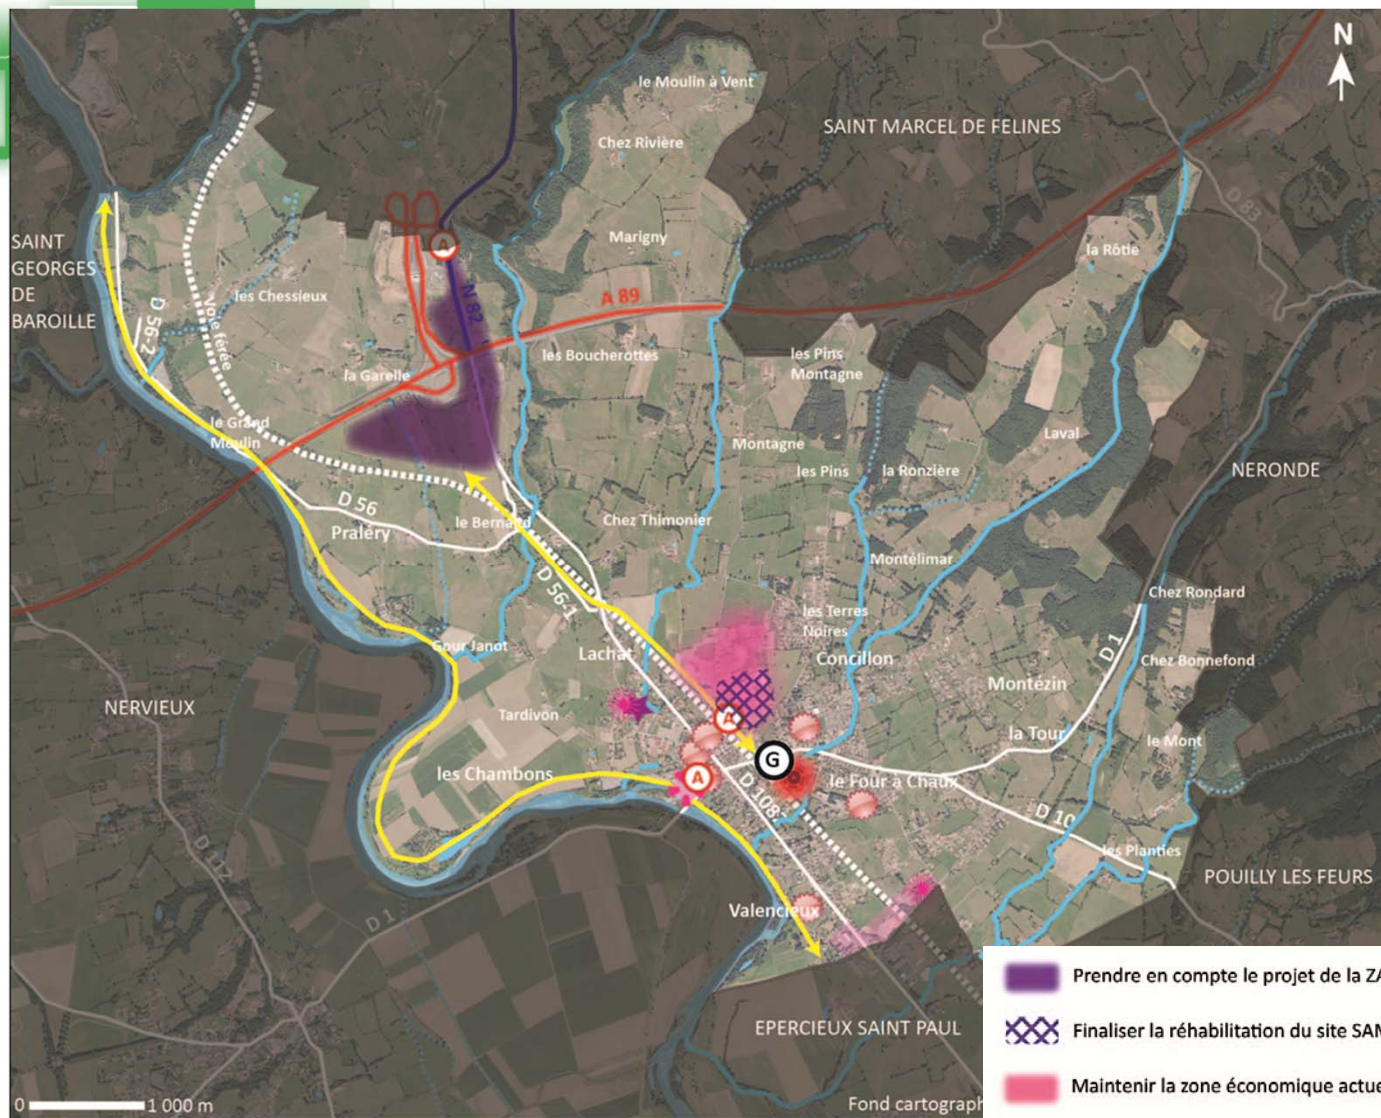 N
le Moulin à Vent
SAINT MARCEL DE FELINES
Chez Rivière
D 83
SAINT
GEORGES
DE
BAROILLE
A
Marigny
la Rôtie
les Chessieux
N 82
A 89
D 56-2
Voie férée
les Boucherottes
les Pins
Montagne
la Garelle
le Grand
Moulin
Montagne
Laval
les Pins
la Ronzière
NERONDE
D 56
Praléry
le Bernard
Chez Thimonier
Montélimar
D 56-1
Chez Rondard
les Terres
Noires
D 1
Gour Janot
Lachat
Concillon
Chez Bonnefond
Montézin
NERVIEUX
Tardivon
A
la Tour
le Mont
G
les Chambons
A
le Four à Chaux
D 108
D 10
les Planties
POUILLY LES FEURS
D 1
Valencieux
EPERCIEUX SAINT PAUL
Prendre en compte le projet de la ZA
Finaliser la réhabilitation du site SAM
Maintenir la zone économique actue
0 1 000 m
Fond cartograph